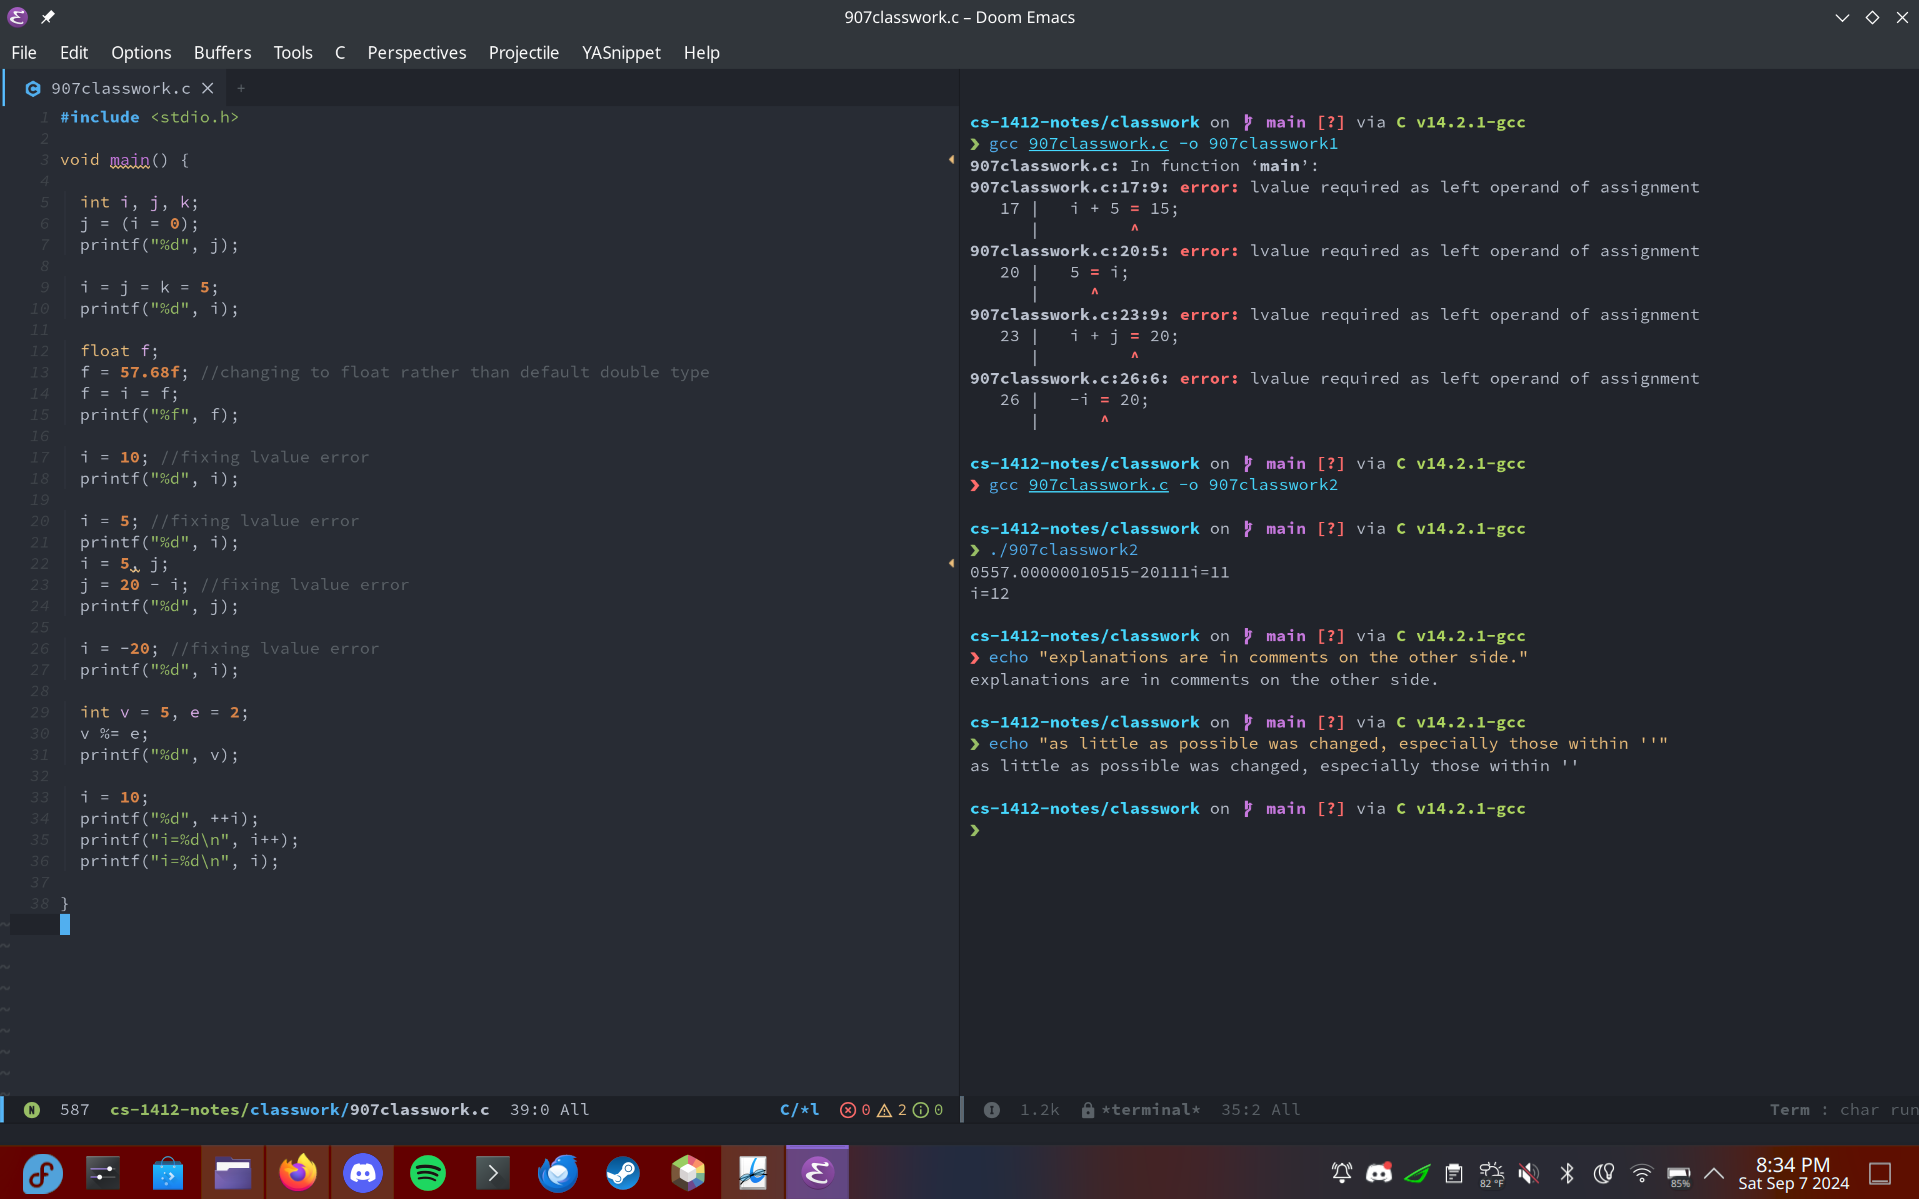 907classwork.c – Doom Emacs
File Edit Options Buffers Tools C Perspectives Projectile YASnippet Help
907classwork.c
1 #include <stdio.h>
2
3 void main() {
4
5 int i, j, k;
6 j = (i = 0);
7 printf("%d", j);
8
9 i = j = k = 5;
10 printf("%d", i);
11
12 float f;
13 f = 57.68f; //changing to float rather than default double type
14 f = i = f;
15 printf("%f", f);
16
17 i = 10; //fixing lvalue error
18 printf("%d", i);
19
20 i = 5; //fixing lvalue error
21 printf("%d", i);
22 i = 5, j;
23 j = 20 - i; //fixing lvalue error
24 printf("%d", j);
25
26 i = -20; //fixing lvalue error
27 printf("%d", i);
28
29 int v = 5, e = 2;
30 v %= e;
31 printf("%d", v);
32
33 i = 10;
34 printf("%d", ++i);
35 printf("i=%d\n", i++);
36 printf("i=%d\n", i);
37
38 }
587 cs-1412-notes/classwork/907classwork.c 39:0 All C/*l 0 2 0
cs-1412-notes/classwork on main [?] via C v14.2.1-gcc
❯ gcc 907classwork.c -o 907classwork1
907classwork.c: In function ‘main’:
907classwork.c:17:9: error: lvalue required as left operand of assignment
17 | i + 5 = 15;
| ^
907classwork.c:20:5: error: lvalue required as left operand of assignment
20 | 5 = i;
| ^
907classwork.c:23:9: error: lvalue required as left operand of assignment
23 | i + j = 20;
| ^
907classwork.c:26:6: error: lvalue required as left operand of assignment
26 | -i = 20;
| ^
cs-1412-notes/classwork on main [?] via C v14.2.1-gcc
❯ gcc 907classwork.c -o 907classwork2
cs-1412-notes/classwork on main [?] via C v14.2.1-gcc
❯ ./907classwork2
0557.00000010515-20111i=11
i=12
cs-1412-notes/classwork on main [?] via C v14.2.1-gcc
❯ echo "explanations are in comments on the other side."
explanations are in comments on the other side.
cs-1412-notes/classwork on main [?] via C v14.2.1-gcc
❯ echo "as little as possible was changed, especially those within ''"
as little as possible was changed, especially those within ''
cs-1412-notes/classwork on main [?] via C v14.2.1-gcc
❯
1.2k *terminal* 35:2 All Term : char run
82 °F
85%
8:34 PM
Sat Sep 7 2024